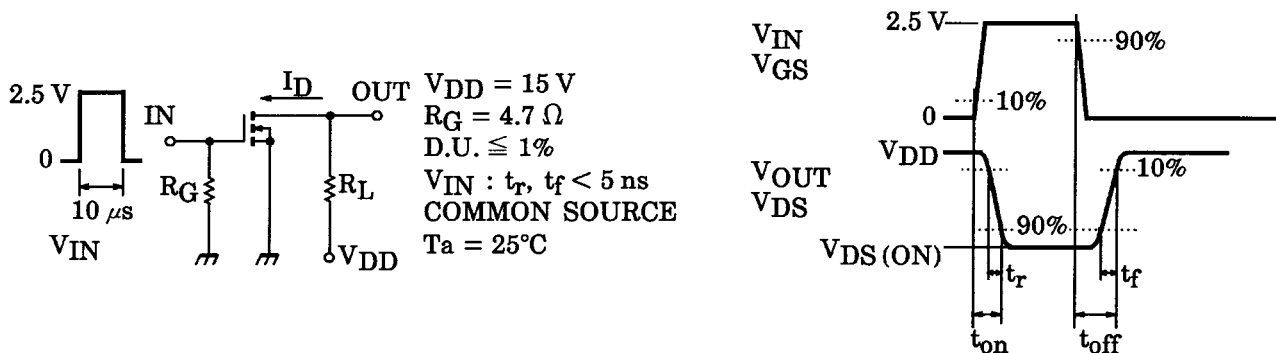 2.5 V
0
10 μs
VIN
IN
RG
ID
OUT
RL
VDD
VDD = 15 V
RG = 4.7 Ω
D.U. ≦ 1%
VIN : tr, tf < 5 ns
COMMON SOURCE
Ta = 25°C
VIN
VGS
2.5 V
0
90%
10%
VDD
VOUT
VDS
VDS (ON)
10%
90%
tr
tf
ton
toff